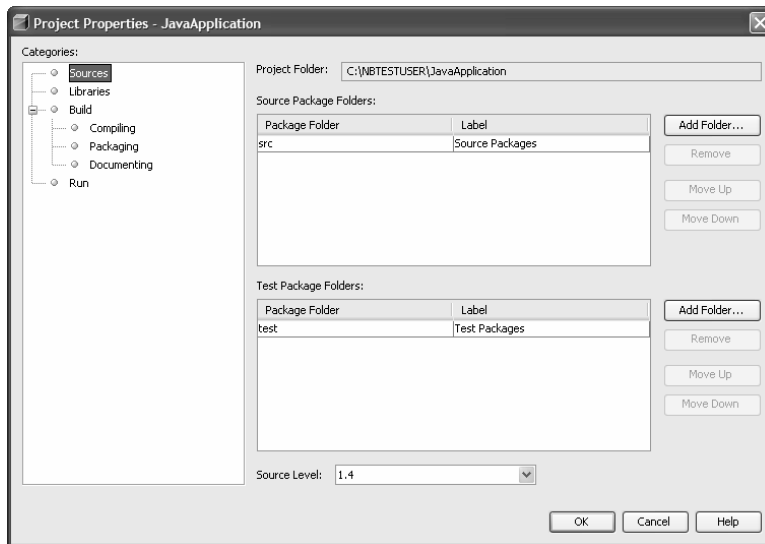 Project Properties - JavaApplication
Categories:
Sources
Libraries
Build
Compiling
Packaging
Documenting
Run
Project Folder: C:\NBTESTUSER\JavaApplication
Source Package Folders:
Package Folder Label
src Source Packages
Add Folder...
Remove
Move Up
Move Down
Test Package Folders:
Package Folder Label
test Test Packages
Add Folder...
Remove
Move Up
Move Down
Source Level: 1.4
OK Cancel Help